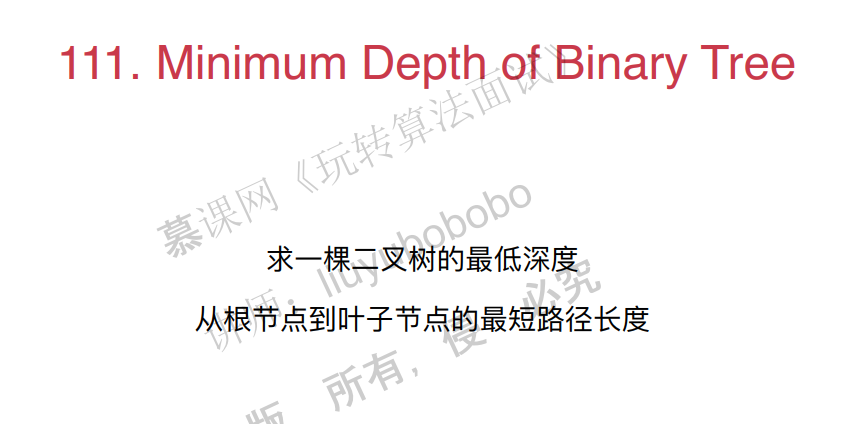 111. Minimum Depth of Binary Tree
慕课网《玩转算法面试》
讲师：liuyubobobo
求一棵二叉树的最低深度
从根节点到叶子节点的最短路径长度
版 所有，侵 必究